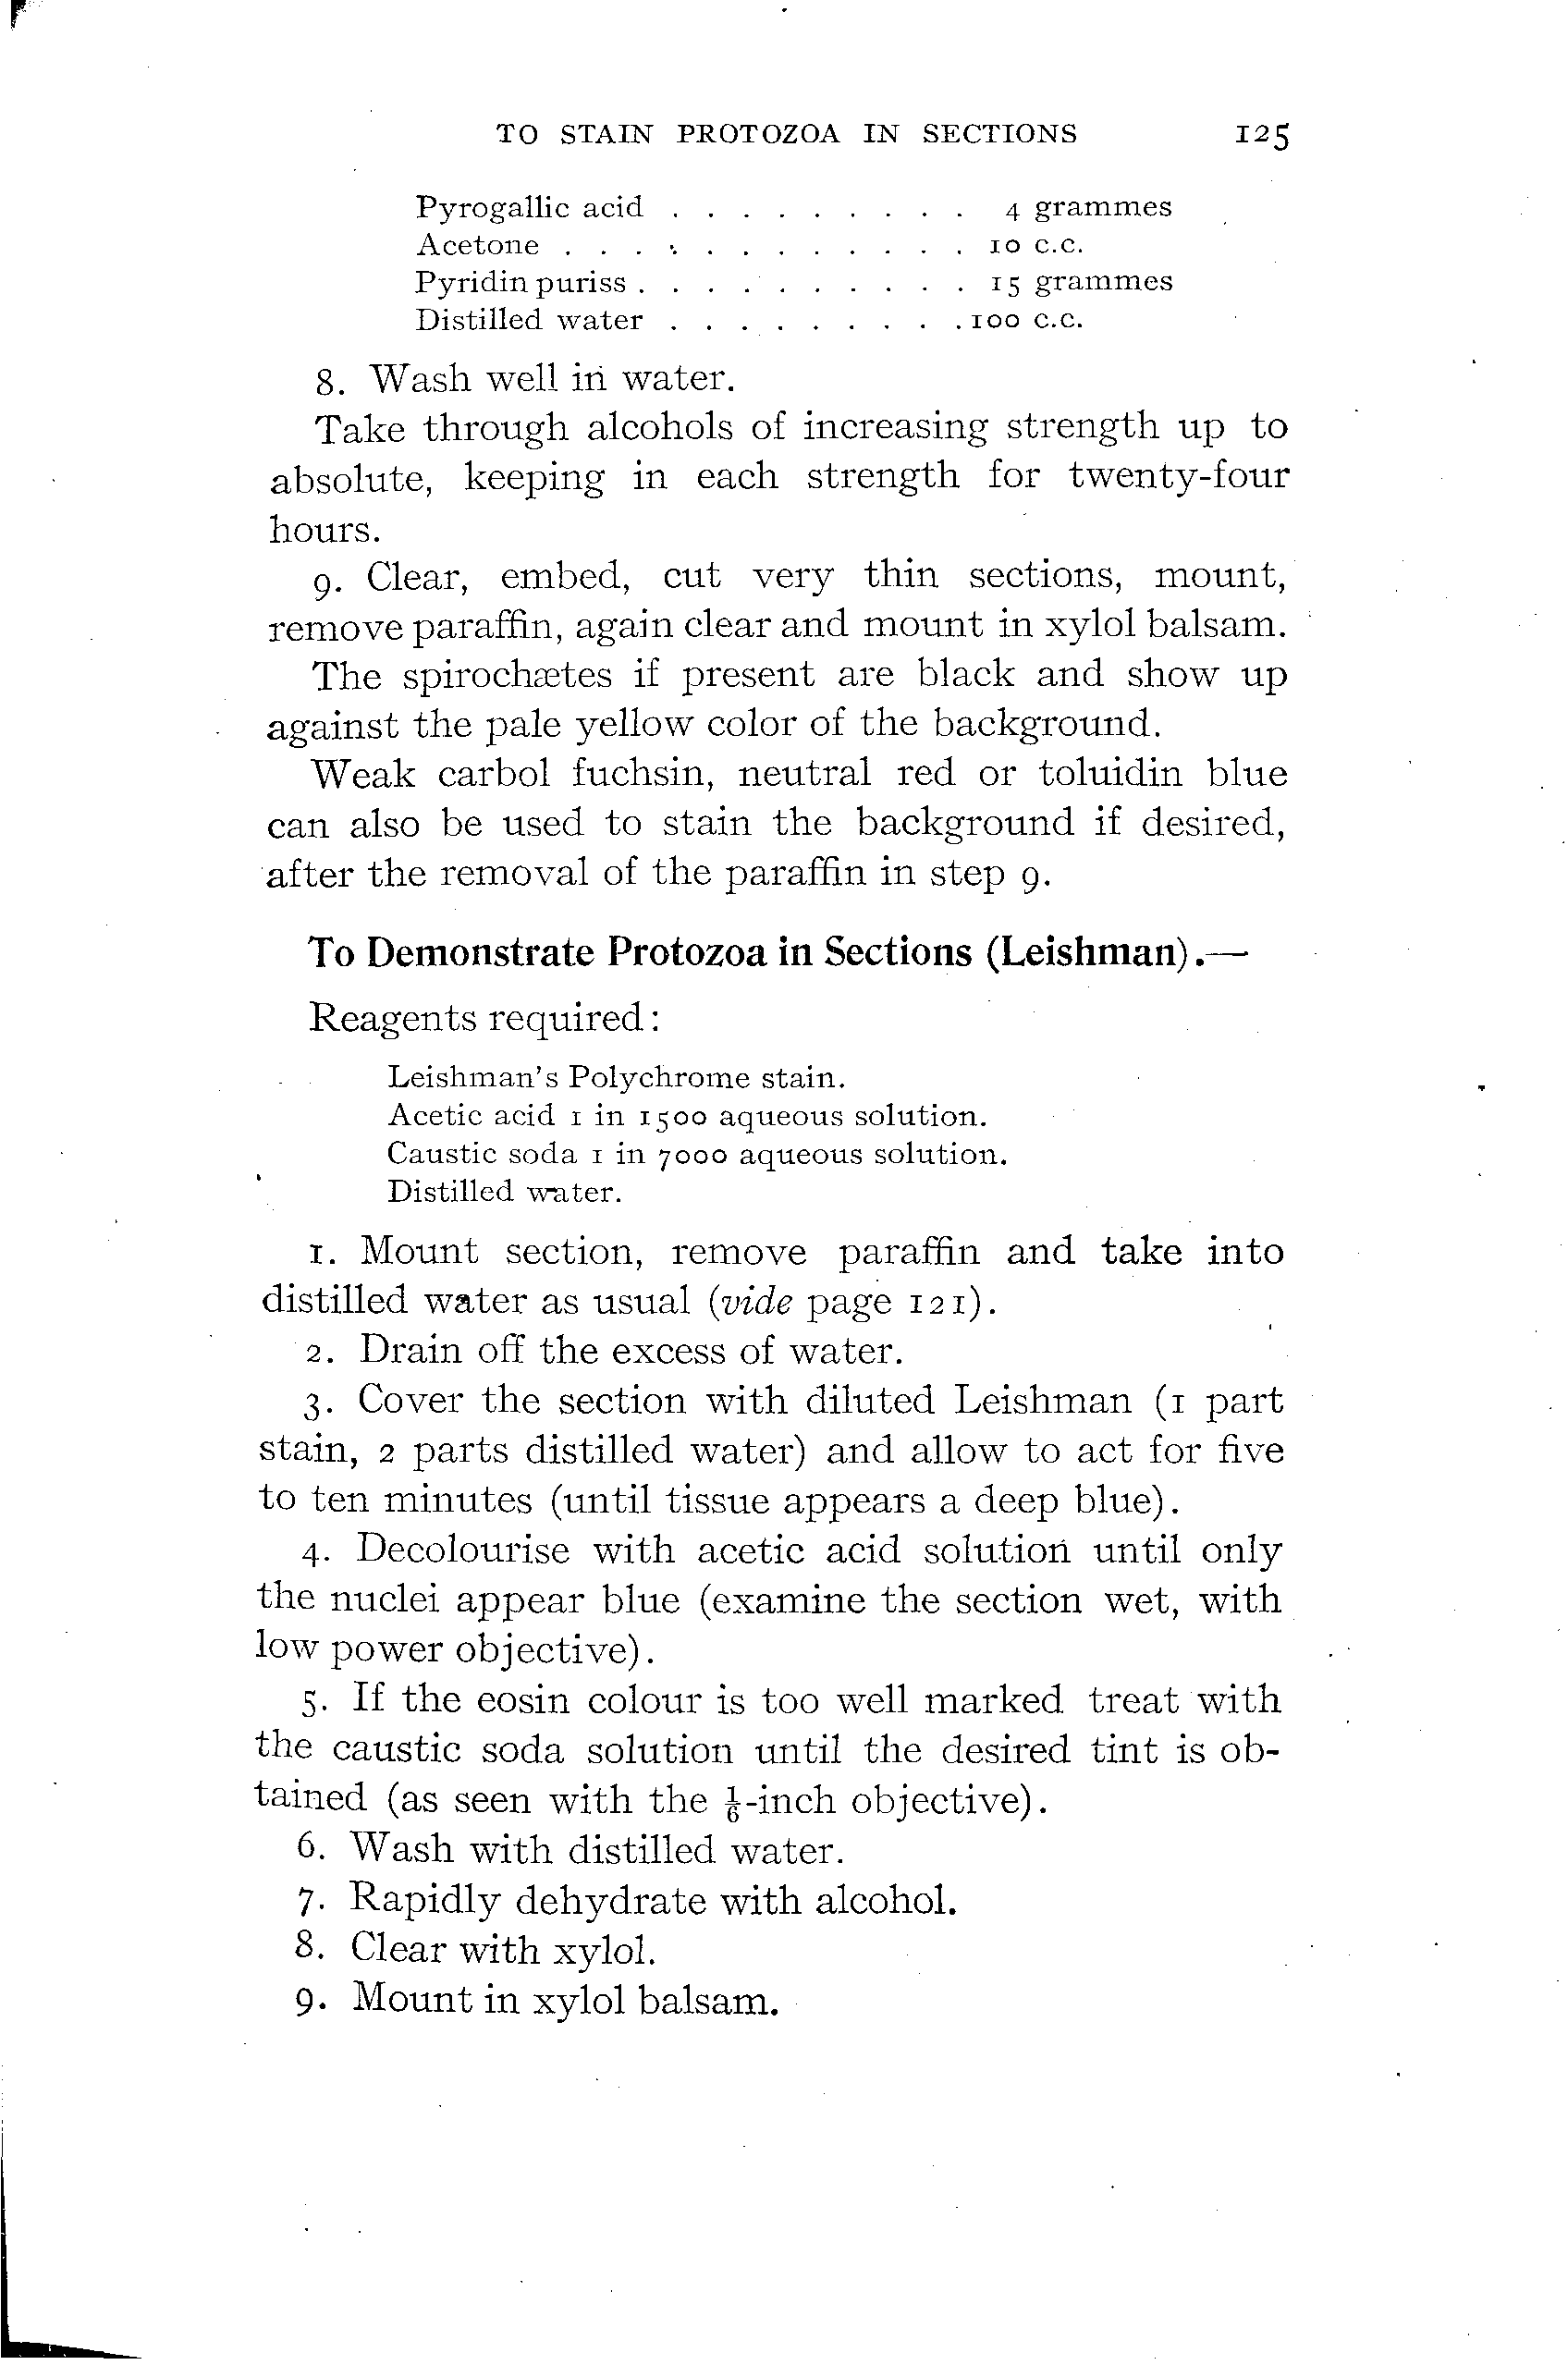 TO STAIN PROTOZOA IN SECTIONS 125
Pyrogallic acid . . . . . . . . . 4 grammes
Acetone . . . . . . . . . . . . 10 c.c.
Pyridin puriss . . . . . . . . . . 15 grammes
Distilled water . . . . . . . . . 100 c.c.
8. Wash well in water.
Take through alcohols of increasing strength up to
absolute, keeping in each strength for twenty-four
hours.
9. Clear, embed, cut very thin sections, mount,
remove paraffin, again clear and mount in xylol balsam.
The spirochætes if present are black and show up
against the pale yellow color of the background.
Weak carbol fuchsin, neutral red or toluidin blue
can also be used to stain the background if desired,
after the removal of the paraffin in step 9.
To Demonstrate Protozoa in Sections (Leishman).—
Reagents required:
Leishman's Polychrome stain.
Acetic acid 1 in 1500 aqueous solution.
Caustic soda 1 in 7000 aqueous solution.
Distilled water.
1. Mount section, remove paraffin and take into
distilled water as usual (vide page 121).
2. Drain off the excess of water.
3. Cover the section with diluted Leishman (1 part
stain, 2 parts distilled water) and allow to act for five
to ten minutes (until tissue appears a deep blue).
4. Decolourise with acetic acid solution until only
the nuclei appear blue (examine the section wet, with
low power objective).
5. If the eosin colour is too well marked treat with
the caustic soda solution until the desired tint is ob-
tained (as seen with the ⅙-inch objective).
6. Wash with distilled water.
7. Rapidly dehydrate with alcohol.
8. Clear with xylol.
9. Mount in xylol balsam.